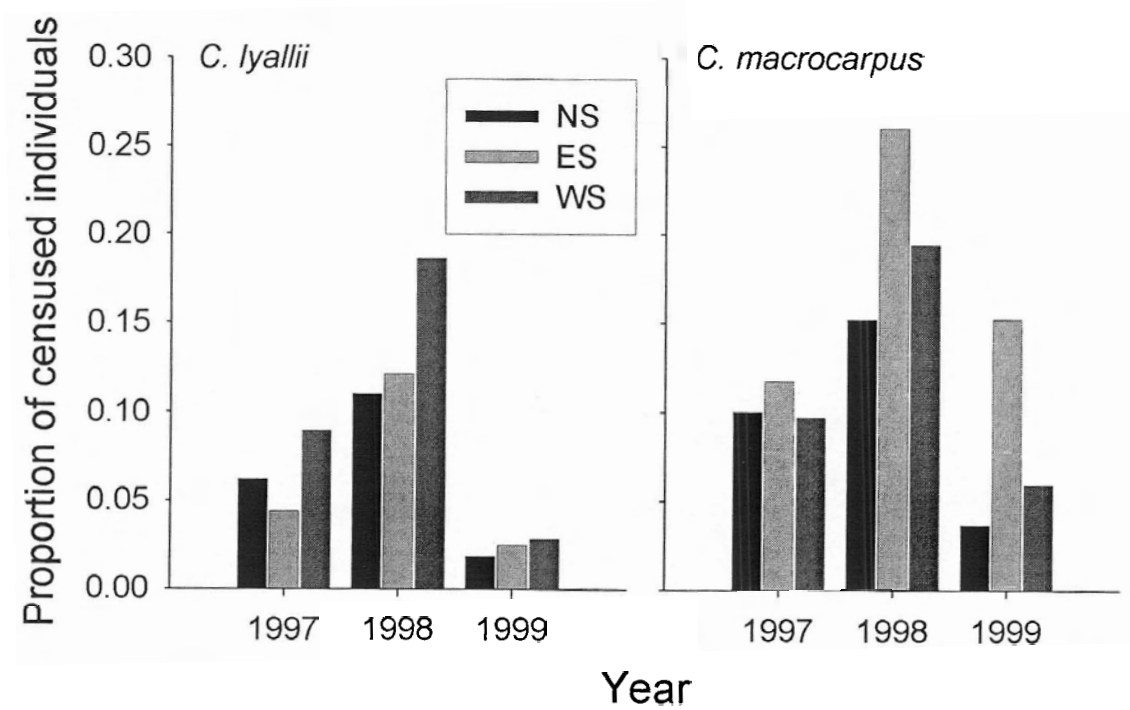 Proportion of censused individuals
0.30
0.25
0.20
0.15
0.10
0.05
0.00
C. lyallii
NS
ES
WS
1997 1998 1999
C. macrocarpus
1997 1998 1999
Year